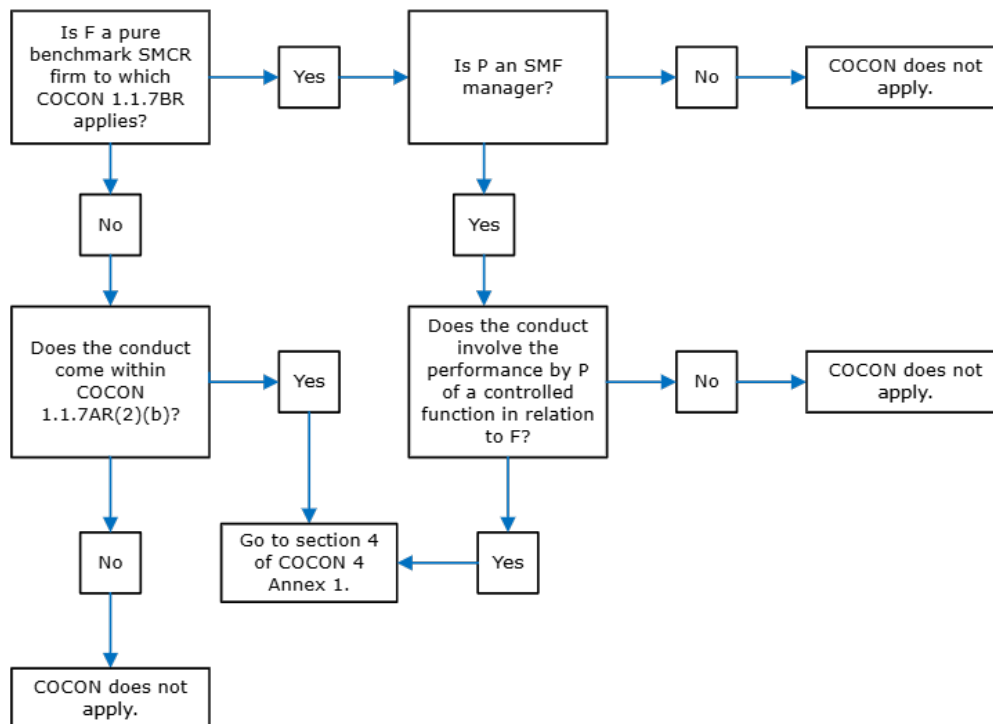 Is F a pure
benchmark SMCR
firm to which
COCON 1.1.7BR
applies?
Yes
Is P an SMF
manager?
No
COCON does not
apply.
No
Yes
Does the conduct
come within
COCON
1.1.7AR(2)(b)?
Yes
Does the conduct
involve the
performance by P
of a controlled
function in relation
to F?
No
COCON does not
apply.
No
Go to section 4
of COCON 4
Annex 1.
Yes
COCON does not
apply.